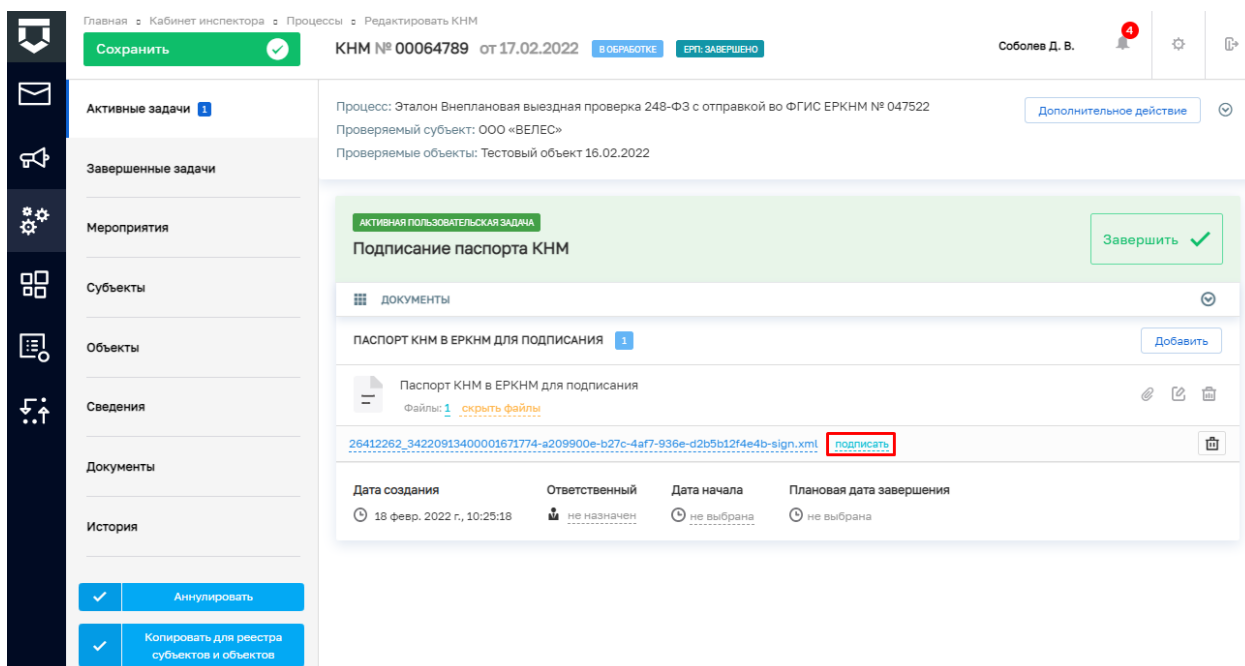 Главная Кабинет инспектора Процессы Редактировать КНМ
Сохранить
КНМ № 00064789 от 17.02.2022 В ОБРАБОТКЕ ЕРП: ЗАВЕРШЕНО
Соболев Д. В.
4
Активные задачи 1
Завершенные задачи
Мероприятия
Субъекты
Объекты
Сведения
Документы
История
Аннулировать
Копировать для реестра
субъектов и объектов
Процесс: Эталон Внеплановая выездная проверка 248-ФЗ с отправкой во ФГИС ЕРКНМ № 047522
Проверяемый субъект: ООО «ВЕЛЕС»
Проверяемые объекты: Тестовый объект 16.02.2022
Дополнительное действие
АКТИВНАЯ ПОЛЬЗОВАТЕЛЬСКАЯ ЗАДАЧА
Подписание паспорта КНМ
Завершить
ДОКУМЕНТЫ
ПАСПОРТ КНМ В ЕРКНМ ДЛЯ ПОДПИСАНИЯ 1
Добавить
Паспорт КНМ в ЕРКНМ для подписания
Файлы: 1 скрыть файлы
26412262_34220913400001671774-a209900e-b27c-4af7-936e-d2b5b12f4e4b-sign.xml подписать
Дата создания Ответственный Дата начала Плановая дата завершения
18 февр. 2022 г., 10:25:18 не назначен не выбрана не выбрана